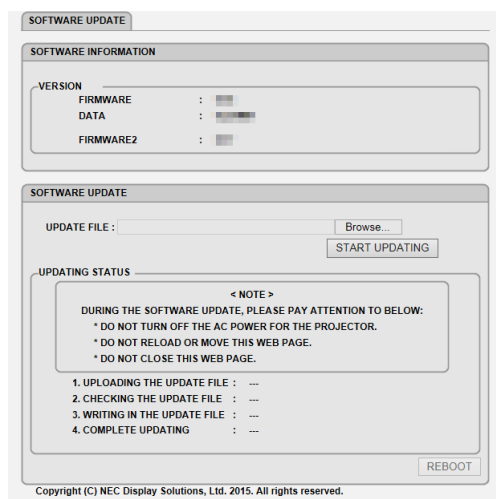 SOFTWARE UPDATE
SOFTWARE INFORMATION
VERSION
FIRMWARE :
DATA :
FIRMWARE2 :
SOFTWARE UPDATE
UPDATE FILE : Browse...
START UPDATING
UPDATING STATUS
< NOTE >
DURING THE SOFTWARE UPDATE, PLEASE PAY ATTENTION TO BELOW:
* DO NOT TURN OFF THE AC POWER FOR THE PROJECTOR.
* DO NOT RELOAD OR MOVE THIS WEB PAGE.
* DO NOT CLOSE THIS WEB PAGE.
1. UPLOADING THE UPDATE FILE : ---
2. CHECKING THE UPDATE FILE : ---
3. WRITING IN THE UPDATE FILE : ---
4. COMPLETE UPDATING : ---
REBOOT
Copyright (C) NEC Display Solutions, Ltd. 2015. All rights reserved.